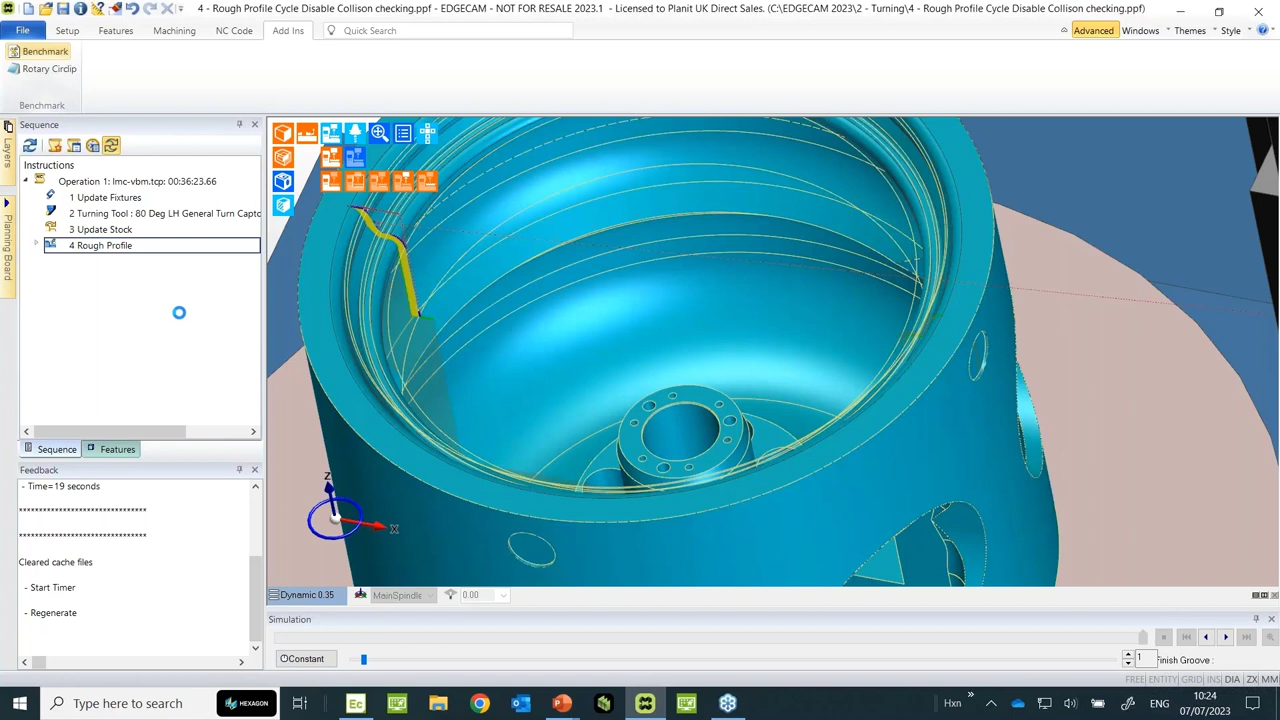 4 - Rough Profile Cycle Disable Collison checking.ppf - EDGECAM - NOT FOR RESALE 2023.1 - Licensed to Planit UK Direct Sales. (C:\EDGECAM 2023\2 - Turning\4 - Rough Profile Cycle Disable Collison checking.ppf)
File Setup Features Machining NC Code Add Ins Quick Search Advanced Windows Themes Style
Benchmark
Rotary Circlip
Benchmark
Sequence
Layers
Planning Board
Instructions
Operation 1: lmc-vbm.tcp: 00:36:23.66
1 Update Fixtures
2 Turning Tool : 80 Deg LH General Turn Capto
3 Update Stock
4 Rough Profile
Sequence Features
Feedback
- Time=19 seconds
*******************************
*******************************
Cleared cache files
- Start Timer
- Regenerate
Z
X
Dynamic 0.35 MainSpindle 0.00
Simulation
Constant 1 Finish Groove :
FREE ENTITY GRID INTS DIA ZX MM
Type here to search HEXAGON Ec Hxn ENG 10:24
07/07/2023